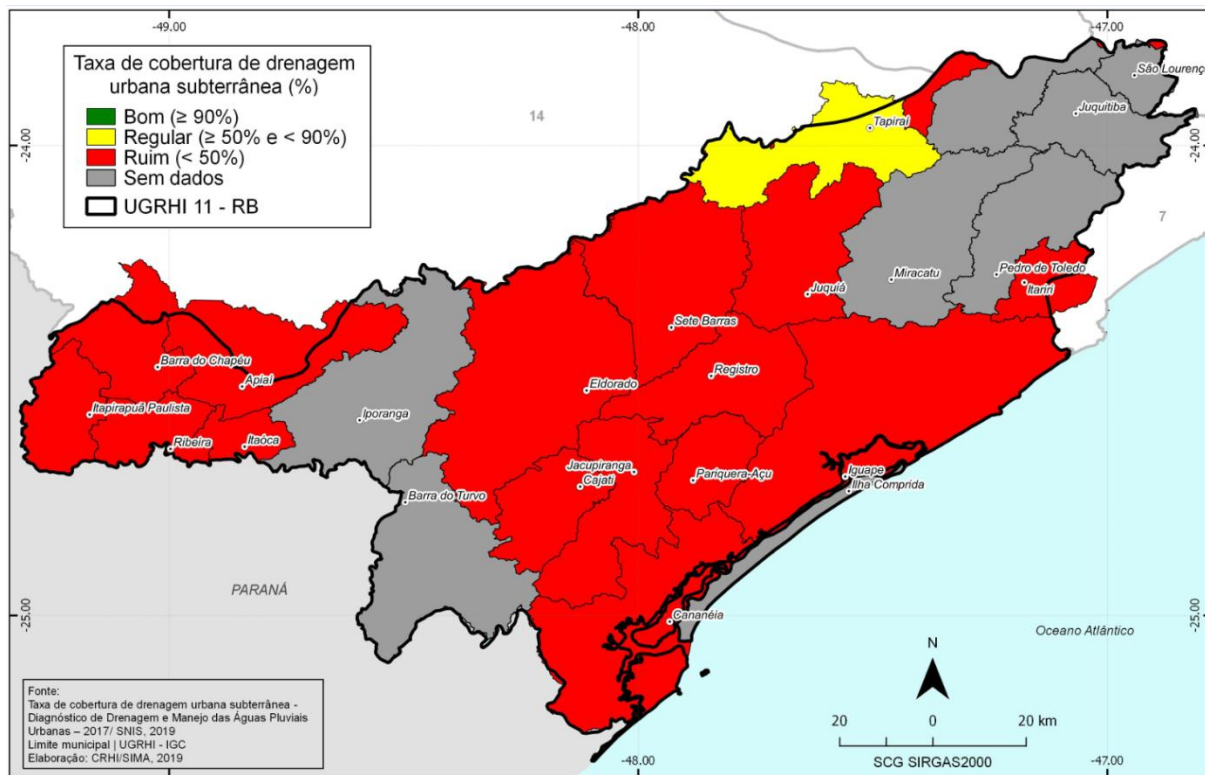 -49.00
-48.00
-47.00
Taxa de cobertura de drenagem
urbana subterrânea (%)
Bom (≥ 90%)
Regular (≥ 50% e < 90%)
Ruim (< 50%)
Sem dados
UGRHI 11 - RB
14
São Lourenço
Juquitiba
Tapiraí
-24.00
-24.00
7
Pedro de Toledo
Itariri
Miracatu
Juquiá
Sete Barras
Registro
Eldorado
Barra do Chapéu
Apiaí
Itapirapuã Paulista
Iporanga
Ribeira
Itaóca
Jacupiranga
Cajati
Pariquera-Açu
Iguape
Ilha Comprida
Barra do Turvo
PARANÁ
Cananéia
-25.00
-25.00
Oceano Atlântico
N
Fonte:
Taxa de cobertura de drenagem urbana subterrânea -
Diagnóstico de Drenagem e Manejo das Águas Pluviais
Urbanas – 2017/ SNIS, 2019
Limite municipal | UGRHI - IGC
Elaboração: CRHI/SIMA, 2019
20 0 20 km
SCG SIRGAS2000
-48.00
-47.00